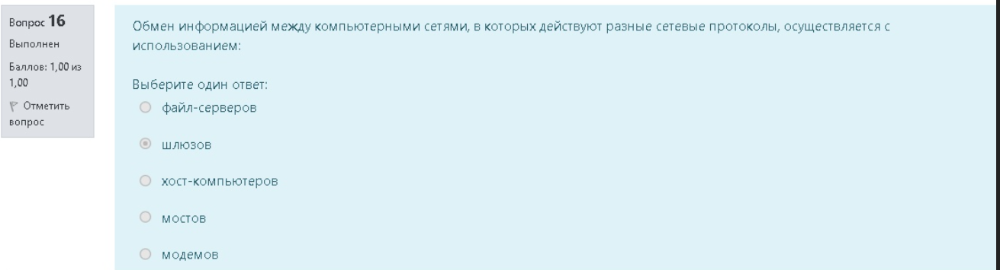 Вопрос 16
Выполнен
Баллов: 1,00 из
1,00
Отметить
вопрос
Обмен информацией между компьютерными сетями, в которых действуют разные сетевые протоколы, осуществляется с
использованием:
Выберите один ответ:
файл-серверов
шлюзов
хост-компьютеров
мостов
модемов